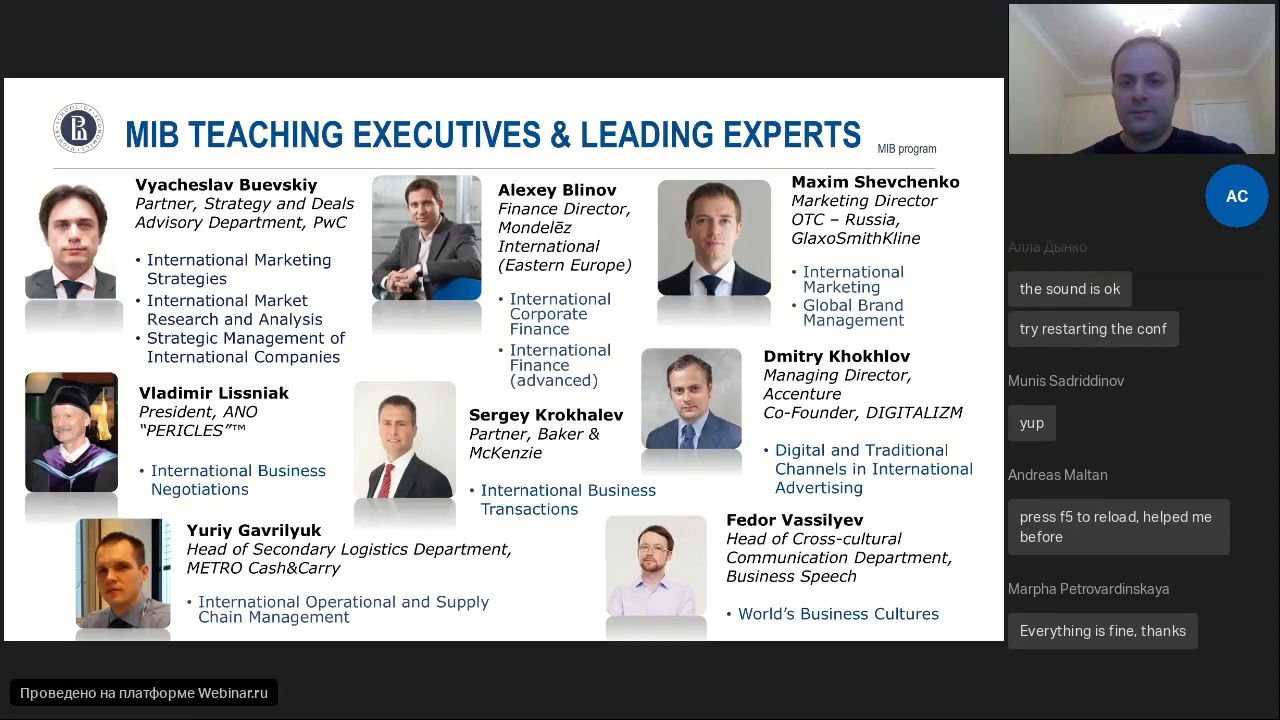 MIB TEACHING EXECUTIVES & LEADING EXPERTS
MIB program
Vyacheslav Buevskiy
Partner, Strategy and Deals
Advisory Department, PwC
• International Marketing
Strategies
• International Market
Research and Analysis
• Strategic Management of
International Companies
Alexey Blinov
Finance Director,
Mondelēz
International
(Eastern Europe)
• International
Corporate
Finance
• International
Finance
(advanced)
Maxim Shevchenko
Marketing Director
OTC – Russia,
GlaxoSmithKline
• International
Marketing
• Global Brand
Management
Vladimir Lissniak
President, ANO
“PERICLES”™
• International Business
Negotiations
Sergey Krokhalev
Partner, Baker &
McKenzie
• International Business
Transactions
Dmitry Khokhlov
Managing Director,
Accenture
Co-Founder, DIGITALIZM
• Digital and Traditional
Channels in International
Advertising
Yuriy Gavrilyuk
Head of Secondary Logistics Department,
METRO Cash&Carry
• International Operational and Supply
Chain Management
Fedor Vassilyev
Head of Cross-cultural
Communication Department,
Business Speech
• World’s Business Cultures
AC
Алла Дынко
the sound is ok
try restarting the conf
Munis Sadriddinov
yup
Andreas Maltan
press f5 to reload, helped me
before
Marpha Petrovardinskaya
Everything is fine, thanks
Проведено на платформе Webinar.ru